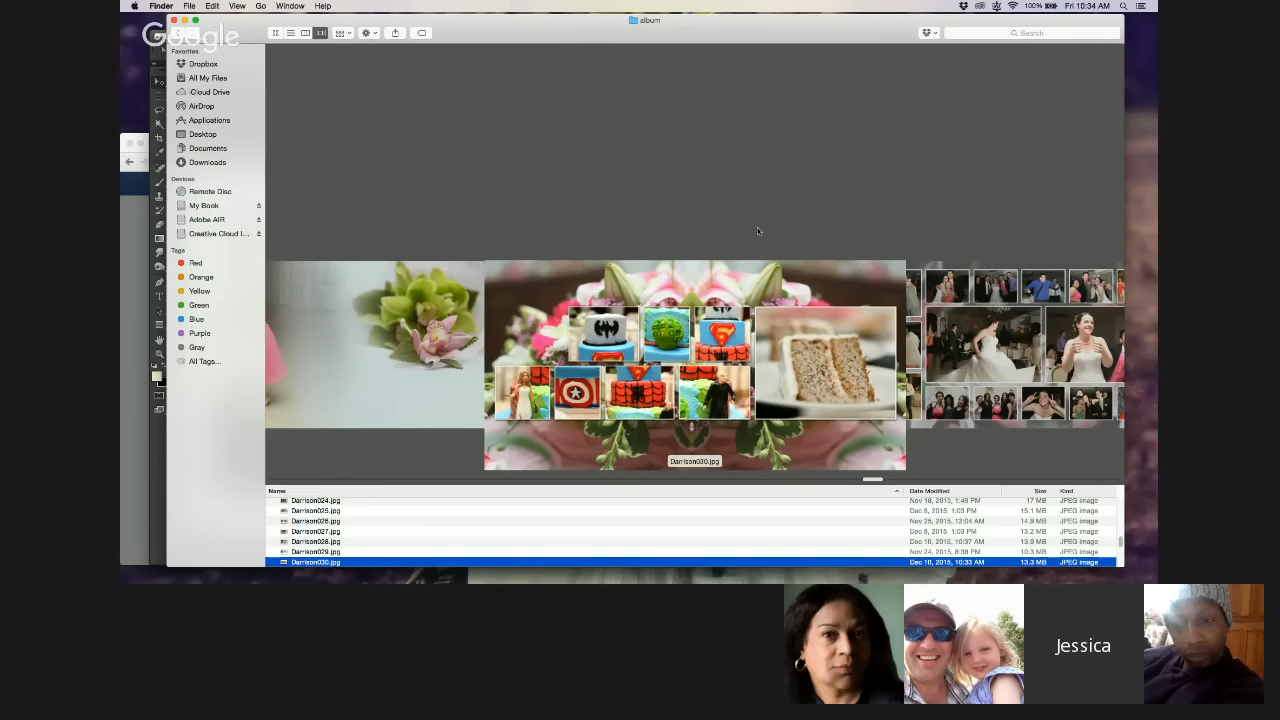 Finder File Edit View Go Window Help
100% Fri 10:34 AM
album
Google
Search
Favorites
Dropbox
All My Files
iCloud Drive
AirDrop
Applications
Desktop
Documents
Downloads
Devices
Remote Disc
My Book
Adobe AIR
Creative Cloud I...
Tags
Red
Orange
Yellow
Green
Blue
Purple
Gray
All Tags...
Darrison030.jpg
Name Date Modified Size Kind
Darrison024.jpg Nov 18, 2015, 1:49 PM 17 MB JPEG image
Darrison025.jpg Dec 8, 2015, 1:03 PM 15.1 MB JPEG image
Darrison026.jpg Nov 25, 2015, 12:04 AM 14.9 MB JPEG image
Darrison027.jpg Dec 8, 2015, 1:03 PM 13.2 MB JPEG image
Darrison028.jpg Dec 10, 2015, 10:37 AM 13.9 MB JPEG image
Darrison029.jpg Nov 24, 2015, 8:38 PM 10.3 MB JPEG image
Darrison030.jpg Dec 10, 2015, 10:33 AM 13.3 MB JPEG image
Jessica